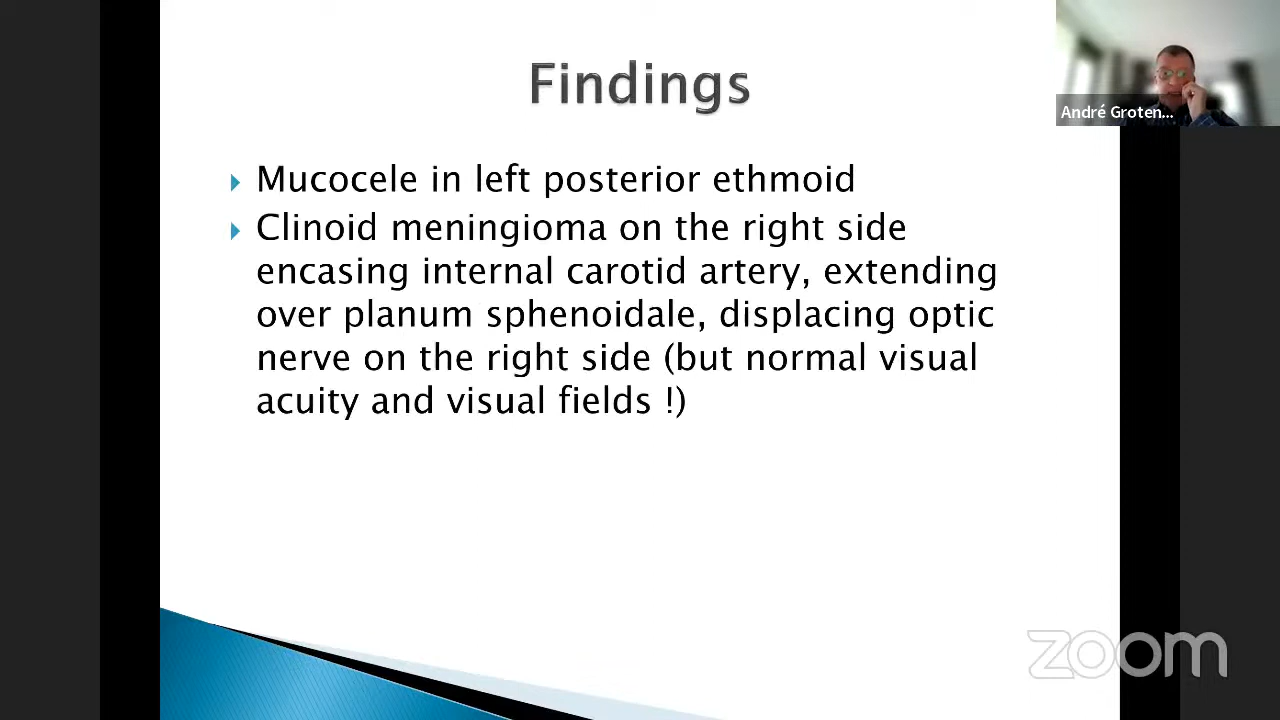 Findings
André Groten...
Mucocele in left posterior ethmoid
Clinoid meningioma on the right side
encasing internal carotid artery, extending
over planum sphenoidale, displacing optic
nerve on the right side (but normal visual
acuity and visual fields !)
zoom